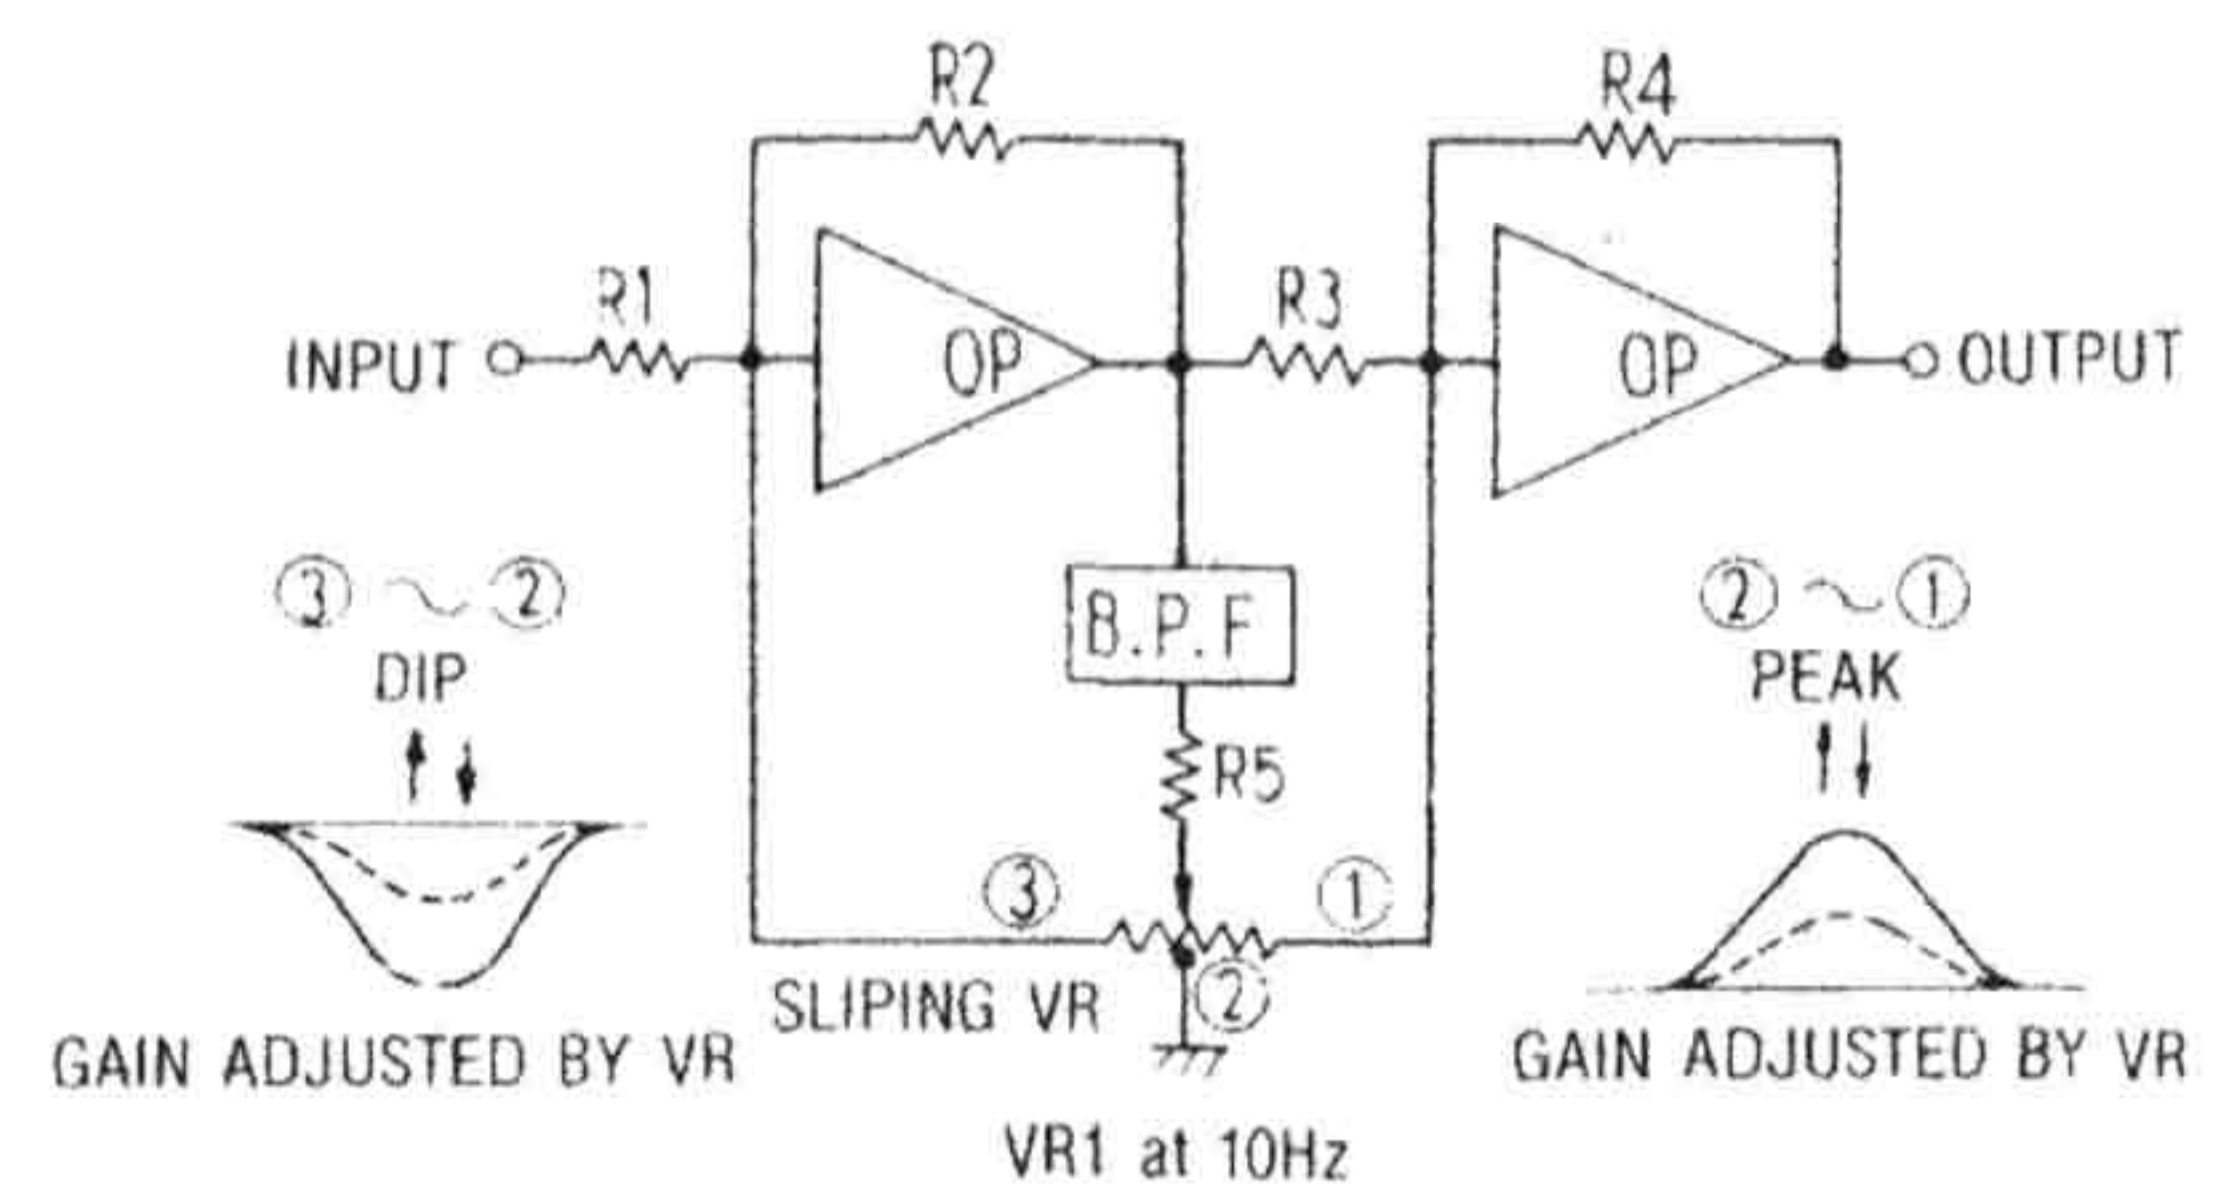 R2
R4
R1
R3
INPUT
OP
OP
OUTPUT
③ ~ ②
DIP
B.P.F
② ~ ①
PEAK
R5
③
①
SLIPING VR
②
GAIN ADJUSTED BY VR
GAIN ADJUSTED BY VR
VR1 at 10Hz